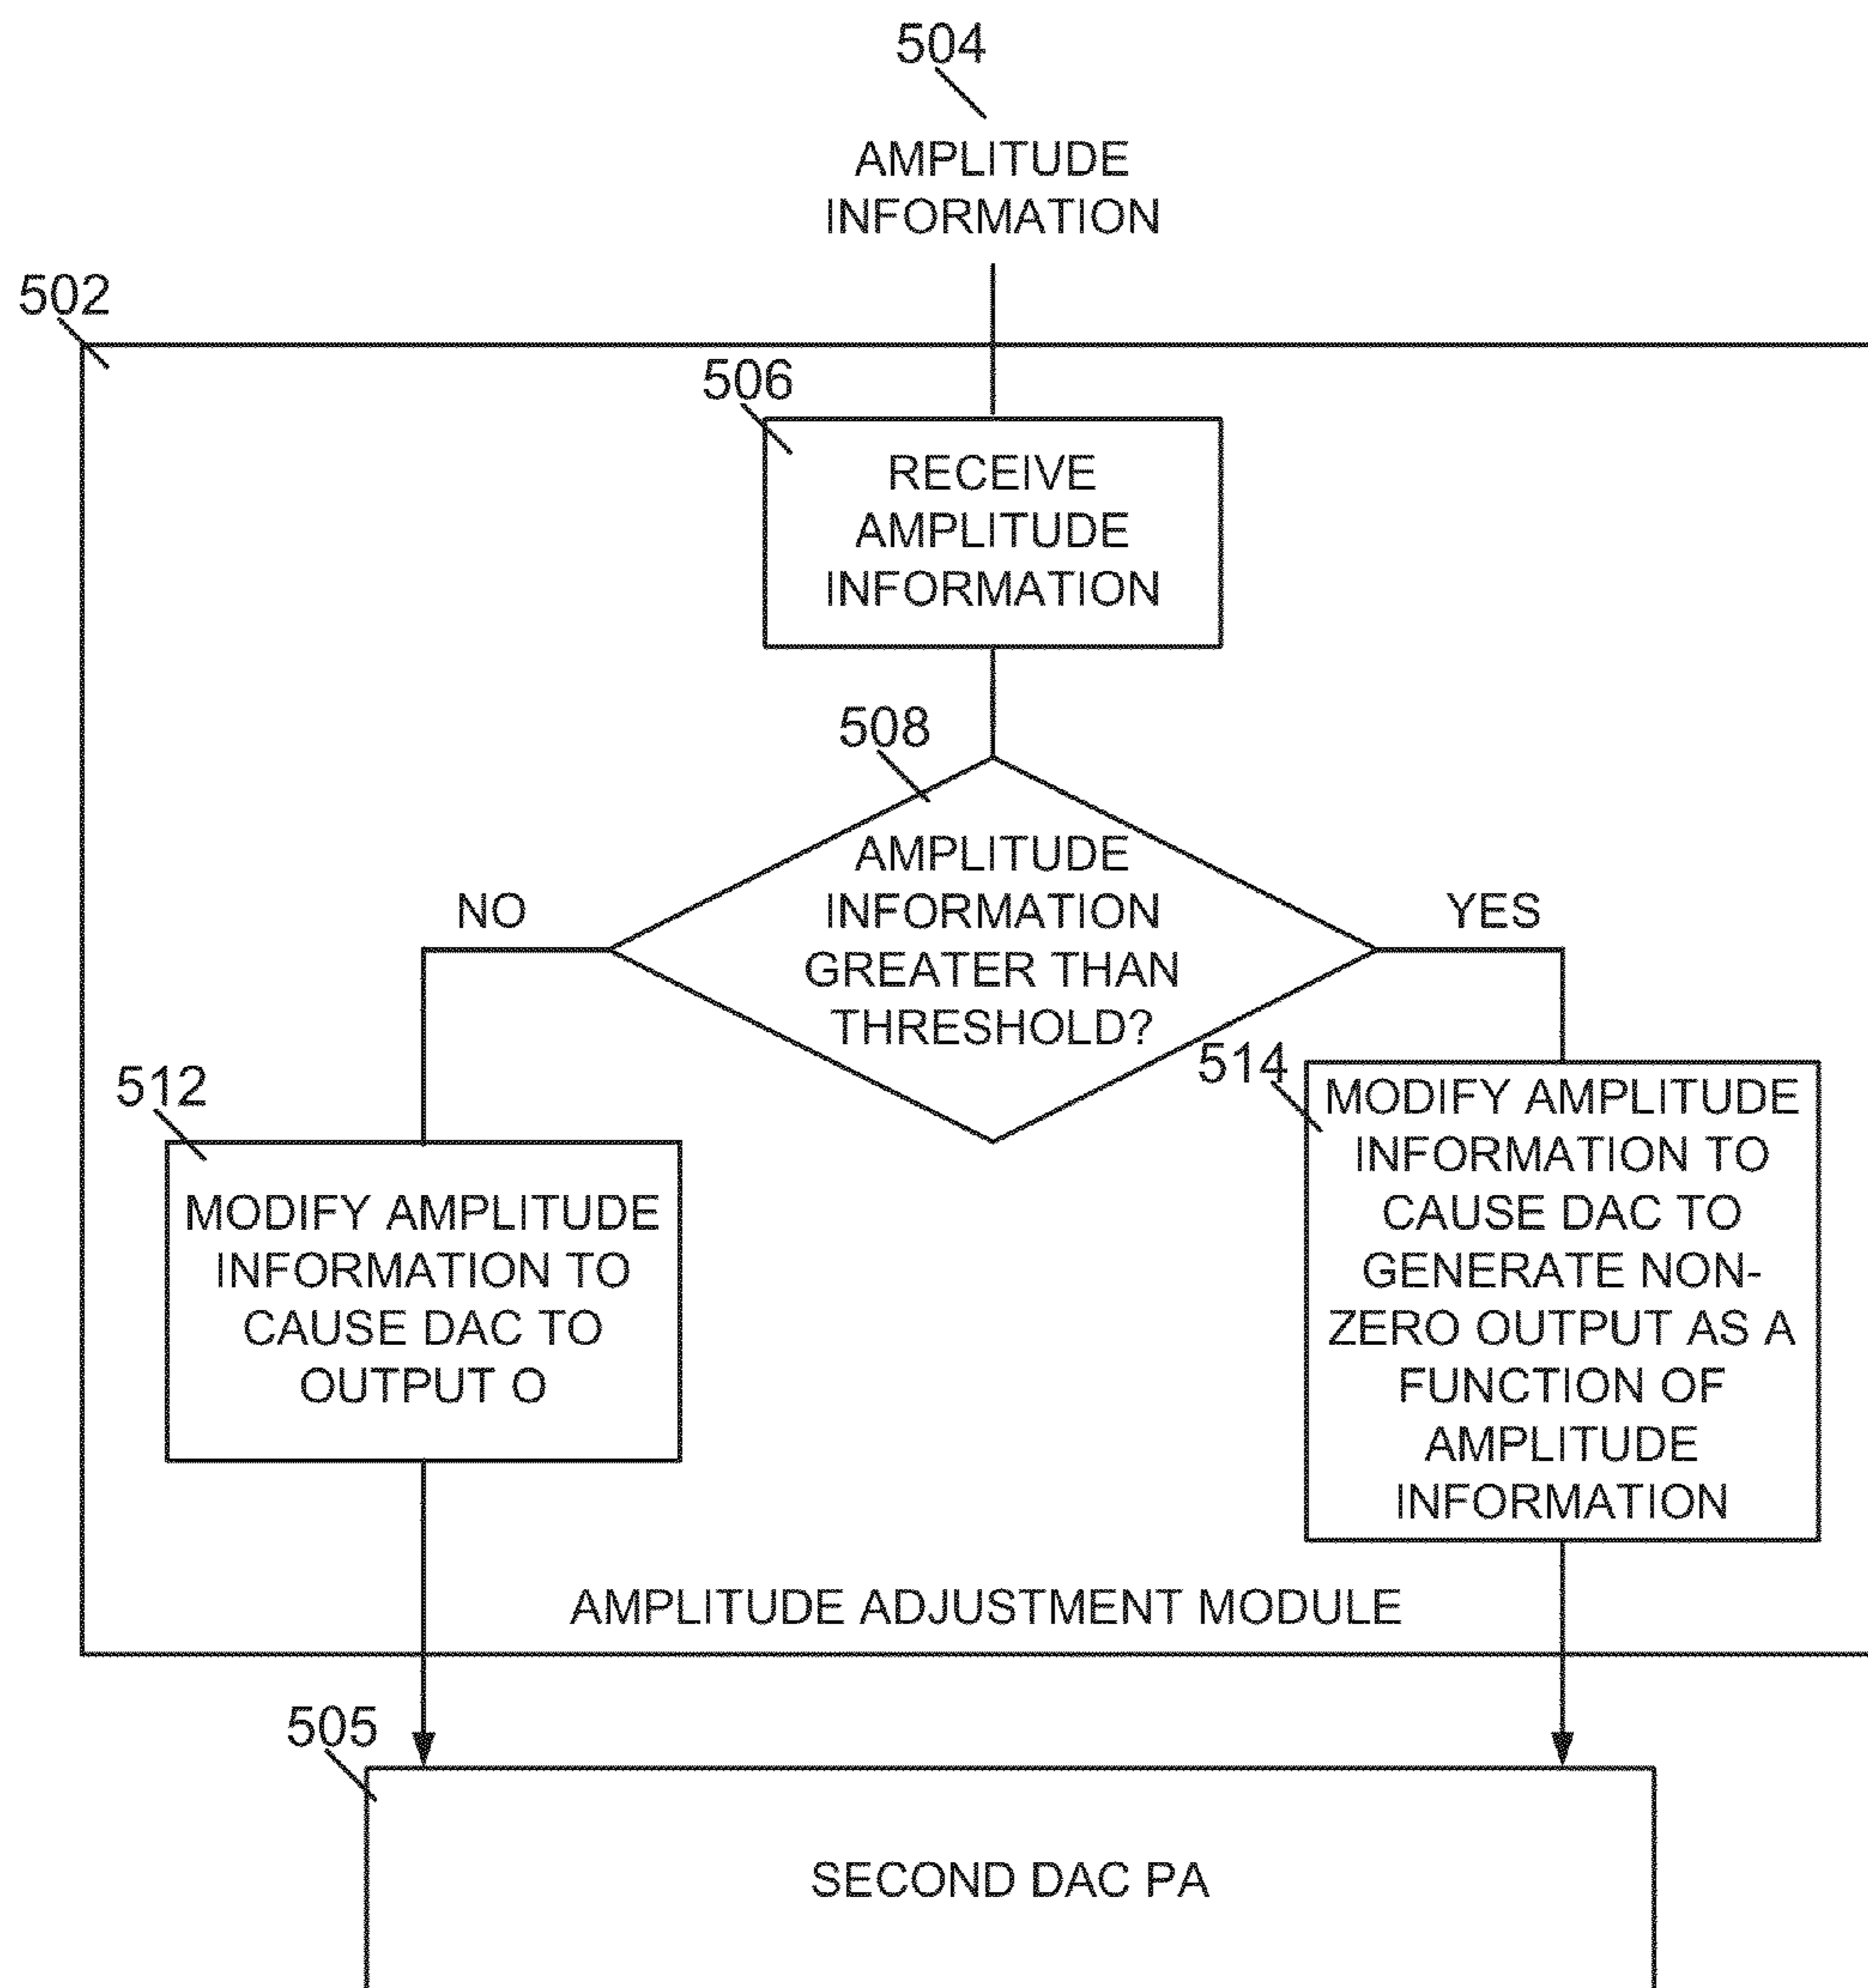 504
AMPLITUDE
INFORMATION
502
506
RECEIVE
AMPLITUDE
INFORMATION
508
AMPLITUDE
INFORMATION
GREATER THAN
THRESHOLD?
NO
YES
512
MODIFY AMPLITUDE
INFORMATION TO
CAUSE DAC TO
OUTPUT O
514
MODIFY AMPLITUDE
INFORMATION TO
CAUSE DAC TO
GENERATE NON-
ZERO OUTPUT AS A
FUNCTION OF
AMPLITUDE
INFORMATION
AMPLITUDE ADJUSTMENT MODULE
505
SECOND DAC PA